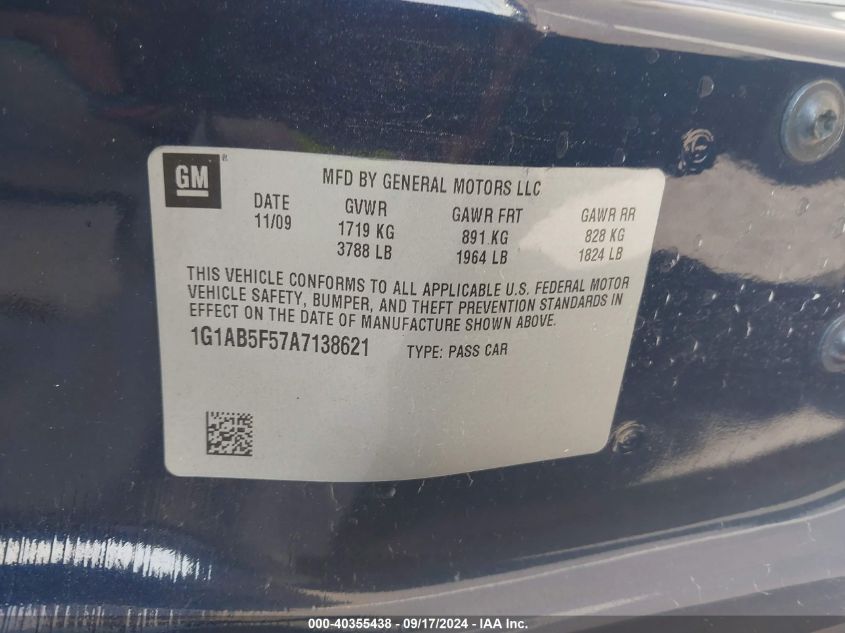 GM®
MFD BY GENERAL MOTORS LLC
DATE GVWR GAWR FRT GAWR RR
11/09 1719 KG 891 KG 828 KG
3788 LB 1964 LB 1824 LB
THIS VEHICLE CONFORMS TO ALL APPLICABLE U.S. FEDERAL MOTOR
VEHICLE SAFETY, BUMPER, AND THEFT PREVENTION STANDARDS IN
EFFECT ON THE DATE OF MANUFACTURE SHOWN ABOVE.
1G1AB5F57A7138621 TYPE: PASS CAR
000-40355438 - 09/17/2024 - IAA Inc.